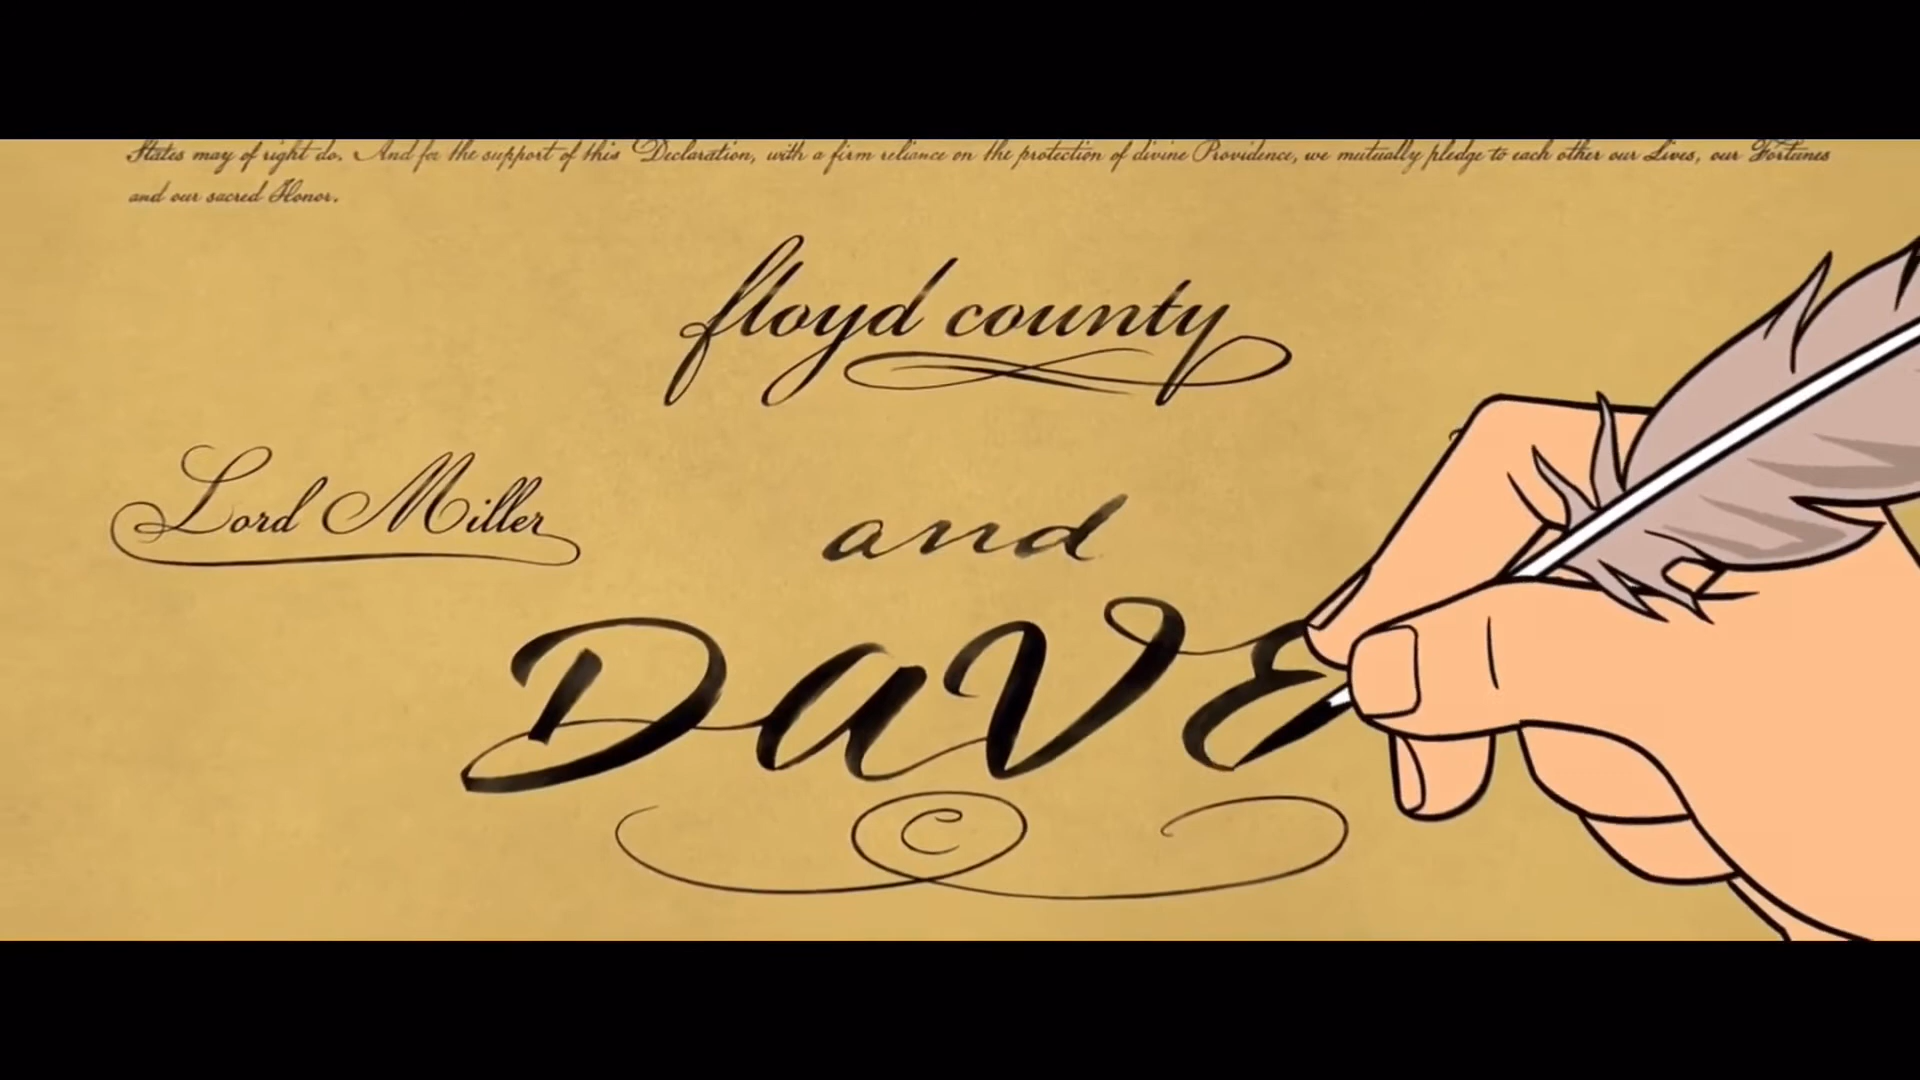 States may of right do. And for the support of this Declaration, with a firm reliance on the protection of divine Providence, we mutually pledge to each other our Lives, our Fortunes
and our sacred Honor.
floyd county
Lord Miller
and
DAVE